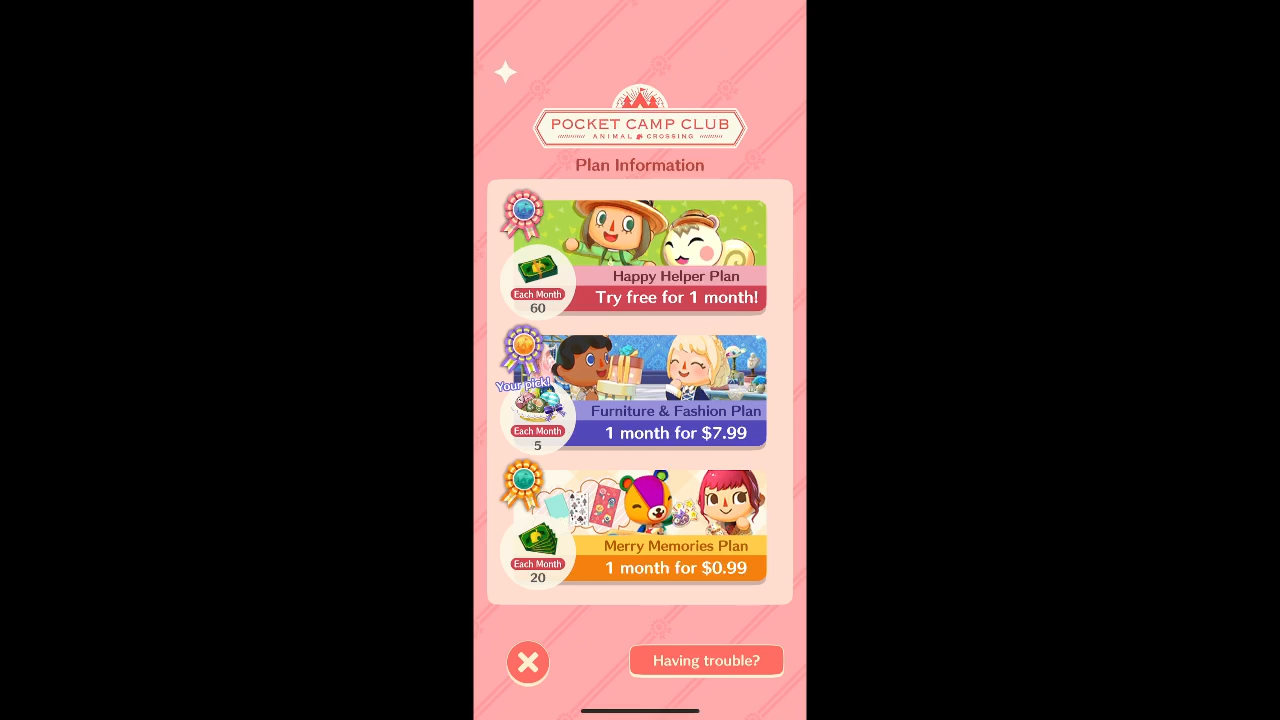 POCKET CAMP CLUB
ANIMAL CROSSING
Plan Information
Happy Helper Plan
Try free for 1 month!
Each Month
60
Your pick!
Furniture & Fashion Plan
1 month for $7.99
Each Month
5
Merry Memories Plan
1 month for $0.99
Each Month
20
Having trouble?